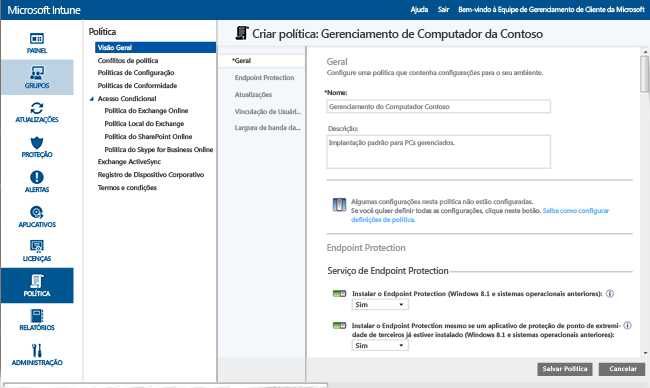 Microsoft Intune
Ajuda Sair Bem-vindo à Equipe de Gerenciamento de Cliente da Microsoft
PAINEL
GRUPOS
ATUALIZAÇÕES
PROTEÇÃO
ALERTAS
APLICATIVOS
LICENÇAS
POLÍTICA
RELATÓRIOS
ADMINISTRAÇÃO
Política
Visão Geral
Conflitos de política
Políticas de Configuração
Políticas de Conformidade
Acesso Condicional
Política do Exchange Online
Política Local do Exchange
Política do SharePoint Online
Política do Skype for Business Online
Exchange ActiveSync
Registro de Dispositivo Corporativo
Termos e condições
Criar política: Gerenciamento de Computador da Contoso
*Geral
Endpoint Protection
Atualizações
Vinculação de Usuári...
Largura de banda da...
Geral
Configure uma política que contenha configurações para o seu ambiente.
*Nome:
Gerenciamento do Computador Contoso
Descrição:
Implantação padrão para PCs gerenciados.
Algumas configurações nesta política não estão configuradas.
Se você quiser definir todas as configurações, clique neste botão. Saiba como configurar
definições de política.
Endpoint Protection
Serviço de Endpoint Protection
Instalar o Endpoint Protection (Windows 8.1 e sistemas operacionais anteriores):
Sim
Instalar o Endpoint Protection mesmo se um aplicativo de proteção de ponto de extremi-
dade de terceiros já estiver instalado (Windows 8.1 e sistemas operacionais anteriores):
Sim
Salvar Política Cancelar